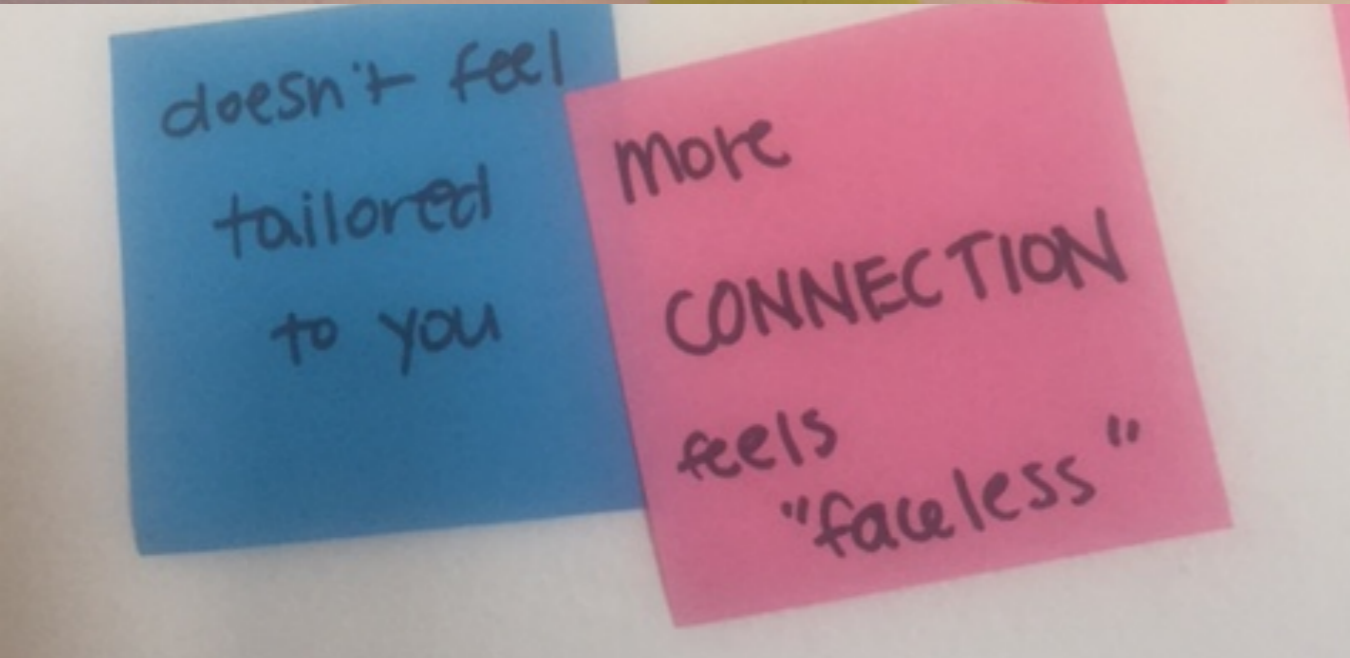 doesn't feel
tailored
to you
more
CONNECTION
feels
"faceless"